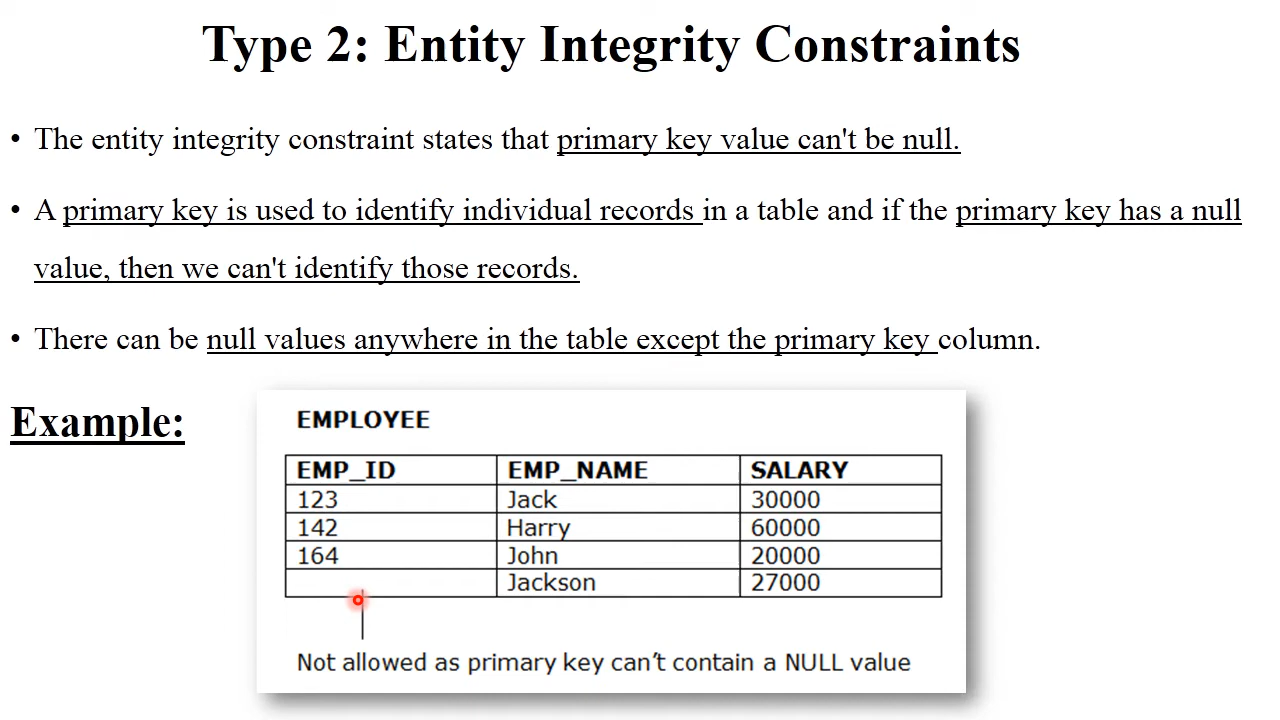 Type 2: Entity Integrity Constraints
• The entity integrity constraint states that primary key value can't be null.
• A primary key is used to identify individual records in a table and if the primary key has a null
value, then we can't identify those records.
• There can be null values anywhere in the table except the primary key column.
Example:
EMPLOYEE
EMP_ID EMP_NAME SALARY
123 Jack 30000
142 Harry 60000
164 John 20000
Jackson 27000
Not allowed as primary key can’t contain a NULL value